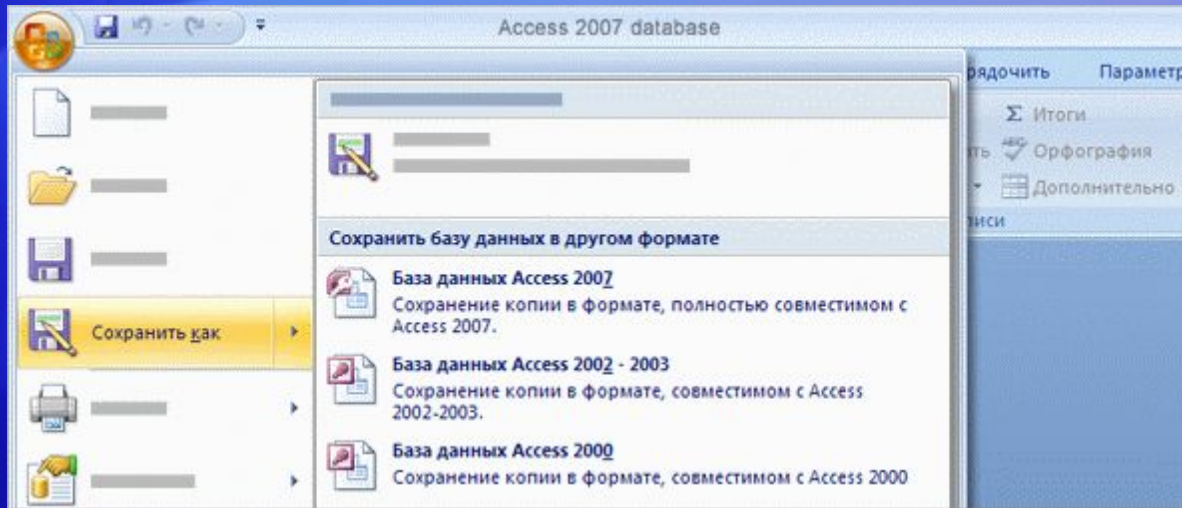 Access 2007 database
рядочить Параметр
Итоги
ть Орфография
Дополнительно
писи
Сохранить базу данных в другом формате
База данных Access 2007
Сохранение копии в формате, полностью совместимом с
Access 2007.
Сохранить как
База данных Access 2002 - 2003
Сохранение копии в формате, совместимом с Access
2002-2003.
База данных Access 2000
Сохранение копии в формате, совместимом с Access 2000